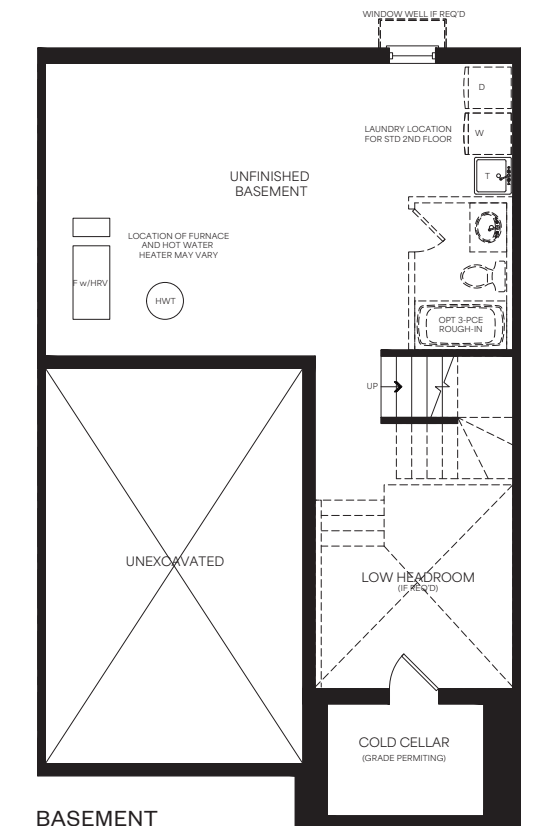 WINDOW WELL IF REQ'D
D
LAUNDRY LOCATION
FOR STD 2ND FLOOR
W
T
UNFINISHED
BASEMENT
LOCATION OF FURNACE
AND HOT WATER
HEATER MAY VARY
F w/HRV
HWT
OPT 3-PCE
ROUGH-IN
UP
UNEXCAVATED
LOW HEADROOM
(IF REQ'D)
COLD CELLAR
(GRADE PERMITING)
BASEMENT